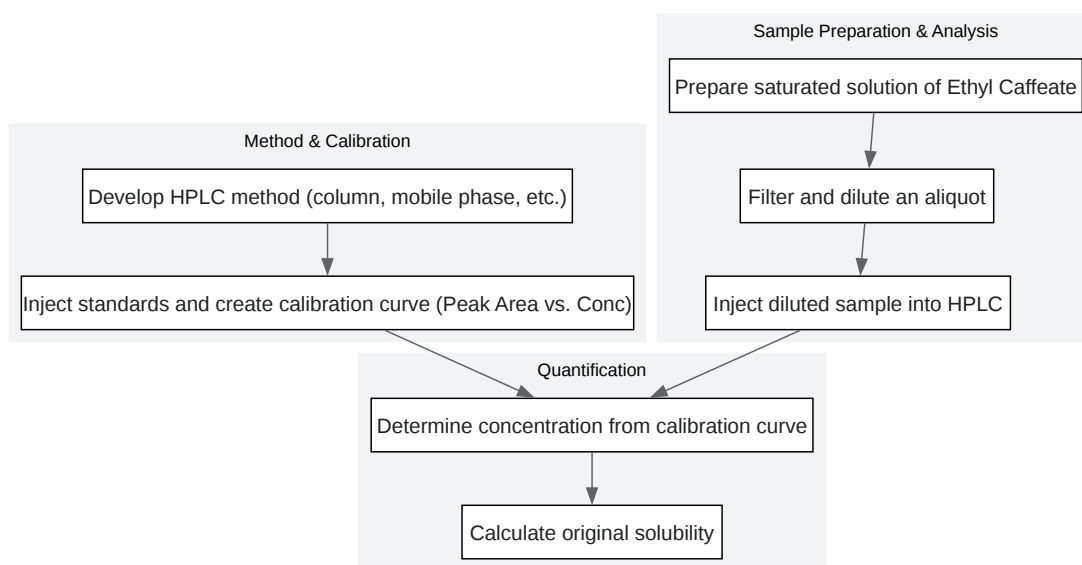 Sample Preparation & Analysis
Prepare saturated solution of Ethyl Caffeate
Filter and dilute an aliquot
Inject diluted sample into HPLC
Method & Calibration
Develop HPLC method (column, mobile phase, etc.)
Inject standards and create calibration curve (Peak Area vs. Conc)
Quantification
Determine concentration from calibration curve
Calculate original solubility